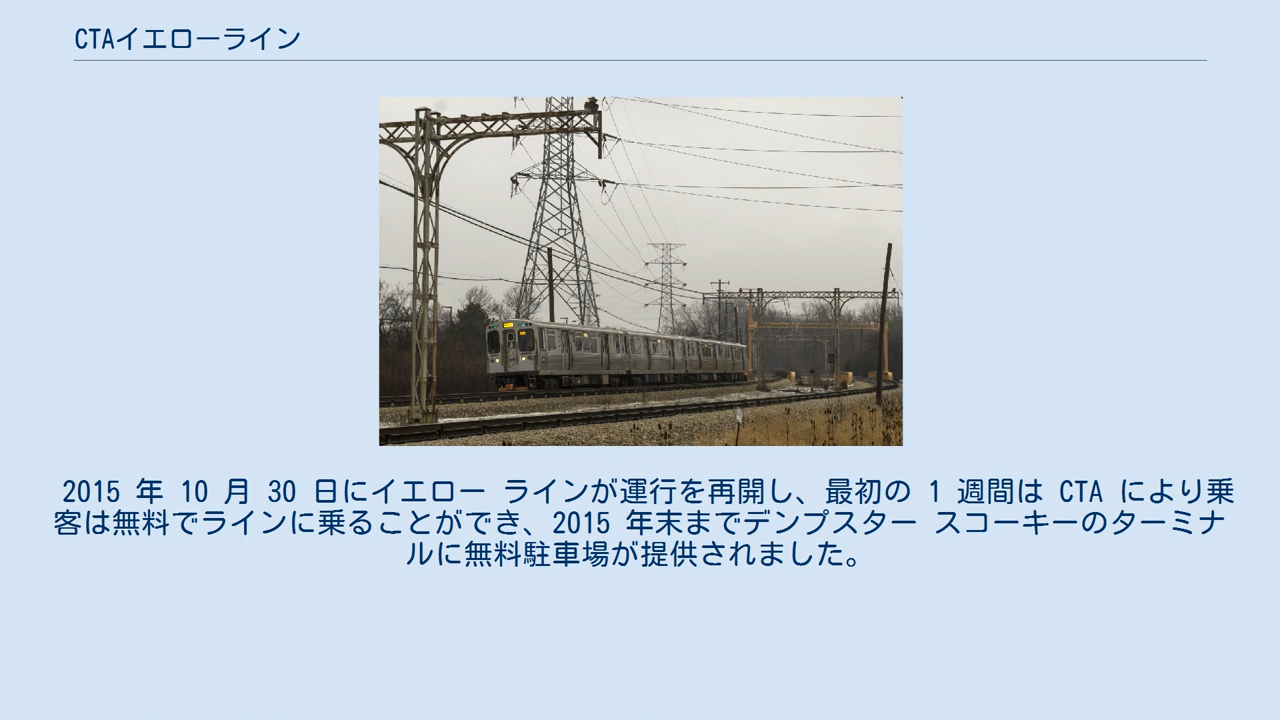 CTAイエローライン
2015 年 10 月 30 日にイエロー ラインが運行を再開し、最初の 1 週間は CTA により乗
客は無料でラインに乗ることができ、2015 年末までデンプスター スコーキーのターミナ
ルに無料駐車場が提供されました。